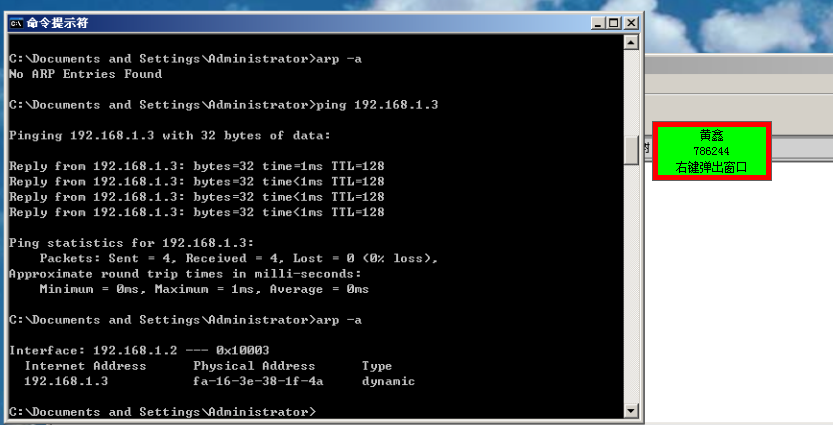 命令提示符
C:\Documents and Settings\Administrator>arp -a
No ARP Entries Found
C:\Documents and Settings\Administrator>ping 192.168.1.3
Pinging 192.168.1.3 with 32 bytes of data:
Reply from 192.168.1.3: bytes=32 time=1ms TTL=128
Reply from 192.168.1.3: bytes=32 time<1ms TTL=128
Reply from 192.168.1.3: bytes=32 time<1ms TTL=128
Reply from 192.168.1.3: bytes=32 time<1ms TTL=128
Ping statistics for 192.168.1.3:
Packets: Sent = 4, Received = 4, Lost = 0 (0% loss),
Approximate round trip times in milli-seconds:
Minimum = 0ms, Maximum = 1ms, Average = 0ms
C:\Documents and Settings\Administrator>arp -a
Interface: 192.168.1.2 --- 0x10003
Internet Address Physical Address Type
192.168.1.3 fa-16-3e-38-1f-4a dynamic
C:\Documents and Settings\Administrator>
黄鑫
786244
右键弹出窗口